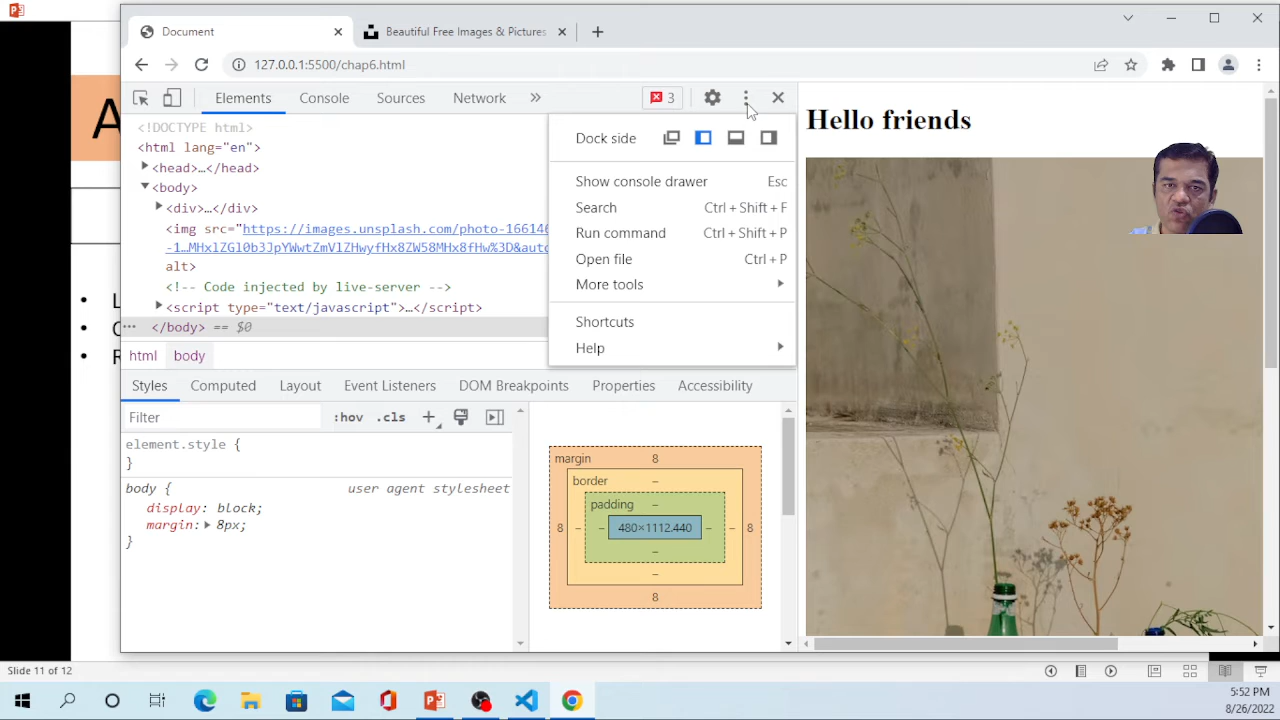 Document
Beautiful Free Images & Pictures
127.0.0.1:5500/chap6.html
A
Elements
Console
Sources
Network
3
<!DOCTYPE html>
<html lang="en">
<head>…</head>
<body>
<div>…</div>
<img src="https://images.unsplash.com/photo-16614
-1…MHxlZGl0b3JpYWwtZmVlZHwyfHx8ZW58MHx8fHw%3D&auto
alt>
<!-- Code injected by live-server -->
<script type="text/javascript">…</script>
</body> == $0
html
body
Dock side
Show console drawer Esc
Search Ctrl + Shift + F
Run command Ctrl + Shift + P
Open file Ctrl + P
More tools
Shortcuts
Help
Styles
Computed
Layout
Event Listeners
DOM Breakpoints
Properties
Accessibility
Filter
:hov .cls
element.style {
}
body { user agent stylesheet
display: block;
margin: 8px;
}
margin 8
border –
padding –
8 – – 480×1112.440 – – 8
–
–
8
Hello friends
Slide 11 of 12
5:52 PM
8/26/2022